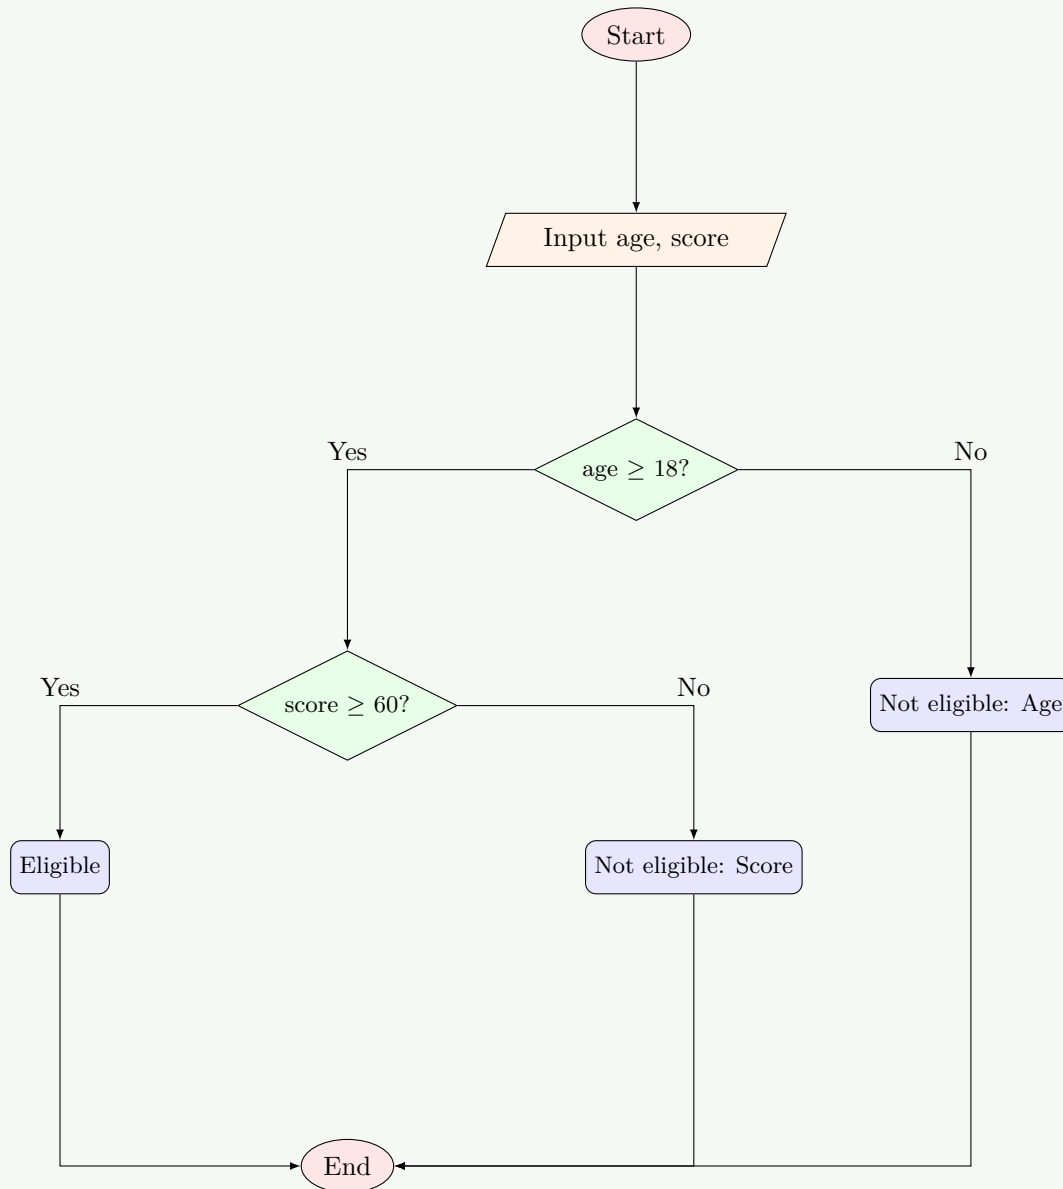 Start
Input age, score
Yes
age ≥ 18?
No
Yes
score ≥ 60?
No
Not eligible: Age
Eligible
Not eligible: Score
End